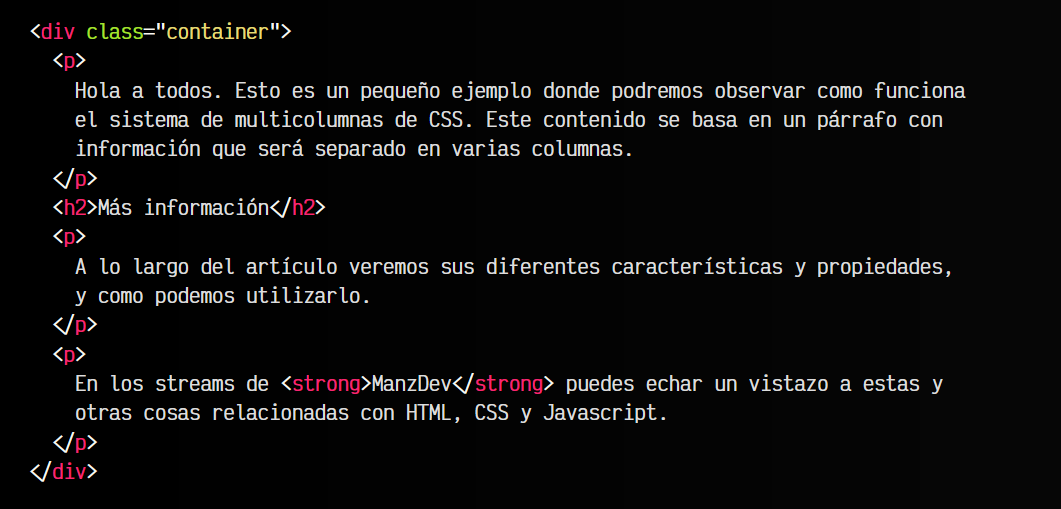 <div class="container">
<p>
Hola a todos. Esto es un pequeño ejemplo donde podremos observar como funciona
el sistema de multicolumnas de CSS. Este contenido se basa en un párrafo con
información que será separado en varias columnas.
</p>
<h2>Más información</h2>
<p>
A lo largo del artículo veremos sus diferentes características y propiedades,
y como podemos utilizarlo.
</p>
<p>
En los streams de <strong>ManzDev</strong> puedes echar un vistazo a estas y
otras cosas relacionadas con HTML, CSS y Javascript.
</p>
</div>